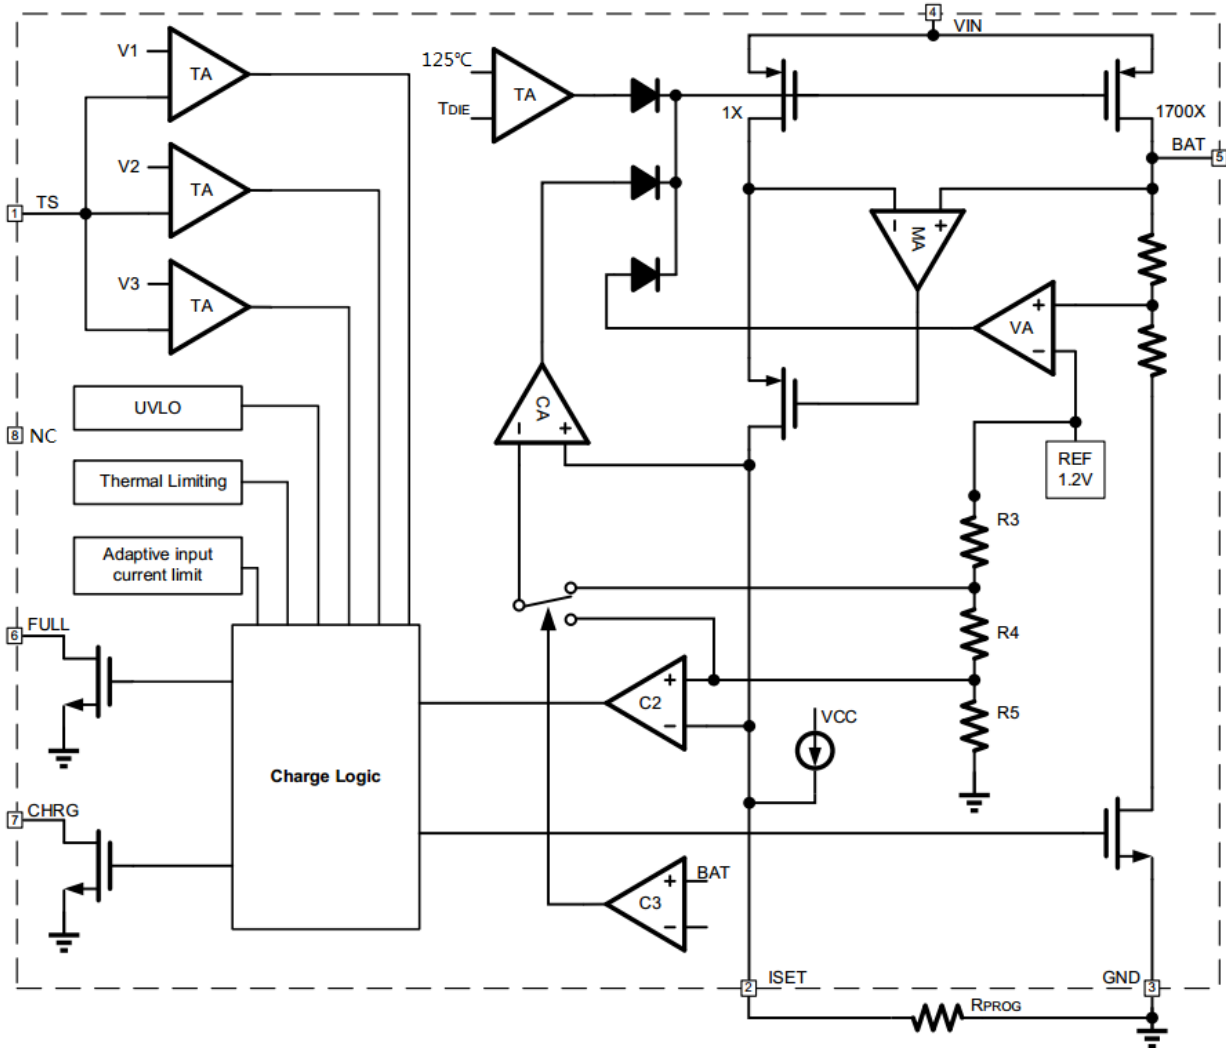 4
VIN
V1
TA
125℃
TDIE
TA
1X
1700X
BAT
5
V2
TA
1
TS
− MA +
V3
TA
+
VA
−
UVLO
CA
− +
8
NC
REF
1.2V
Thermal Limiting
R3
Adaptive input
current limit
6
FULL
R4
+
C2
−
R5
VCC
Charge Logic
7
CHRG
+
BAT
C3
−
2
ISET
GND
3
RPROG